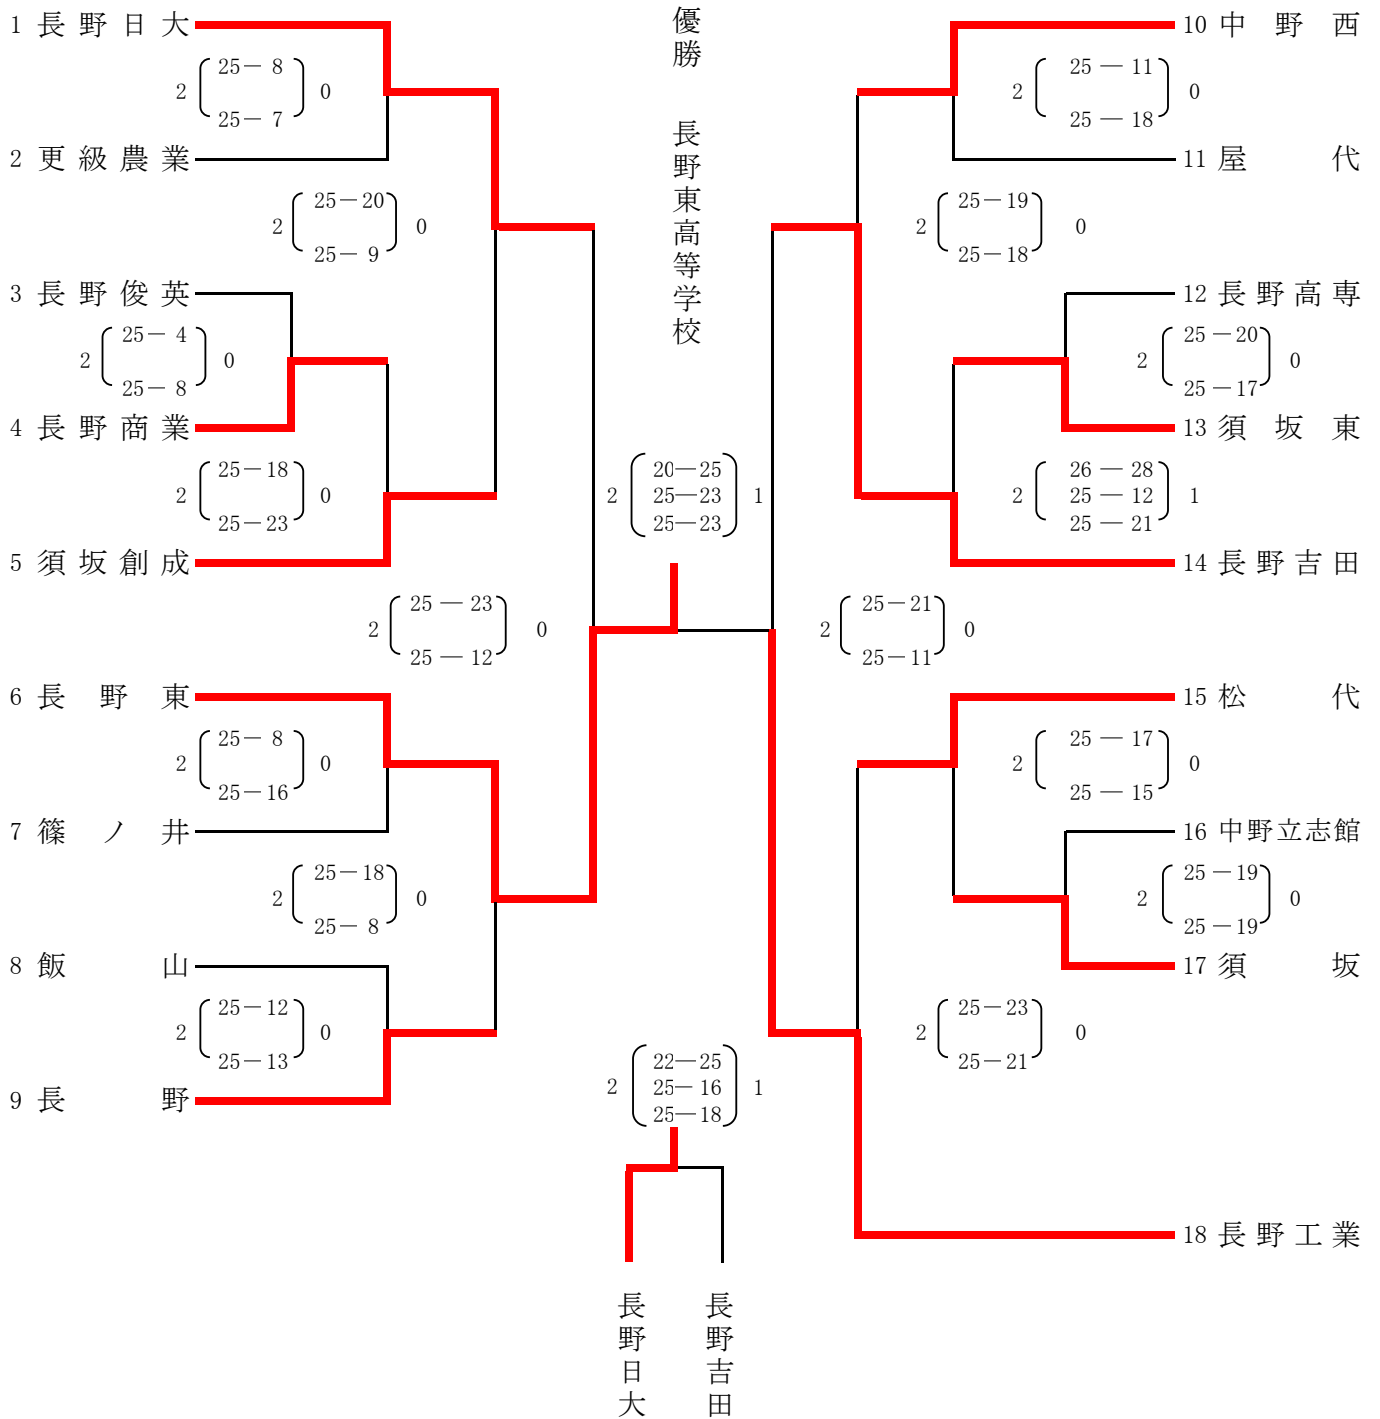 優勝　長野東高等学校
1 長野日大
2 (25－8 25－7) 0
2 更級農業
2 (25－20 25－9) 0
3 長野俊英
2 (25－4 25－8) 0
4 長野商業
2 (25－18 25－23) 0
5 須坂創成
2 (25－23 25－12) 0
6 長野東
2 (25－8 25－16) 0
7 篠ノ井
2 (25－18 25－8) 0
8 飯山
2 (25－12 25－13) 0
9 長野
2 (20－25 25－23 25－23) 1
2 (22－25 25－16 25－18) 1
長野日大
長野吉田
10 中野西
2 (25－11 25－18) 0
11 屋代
2 (25－19 25－18) 0
12 長野高専
2 (25－20 25－17) 0
13 須坂東
2 (26－28 25－12 25－21) 1
14 長野吉田
2 (25－21 25－11) 0
15 松代
2 (25－17 25－15) 0
16 中野立志館
2 (25－19 25－19) 0
17 須坂
2 (25－23 25－21) 0
18 長野工業